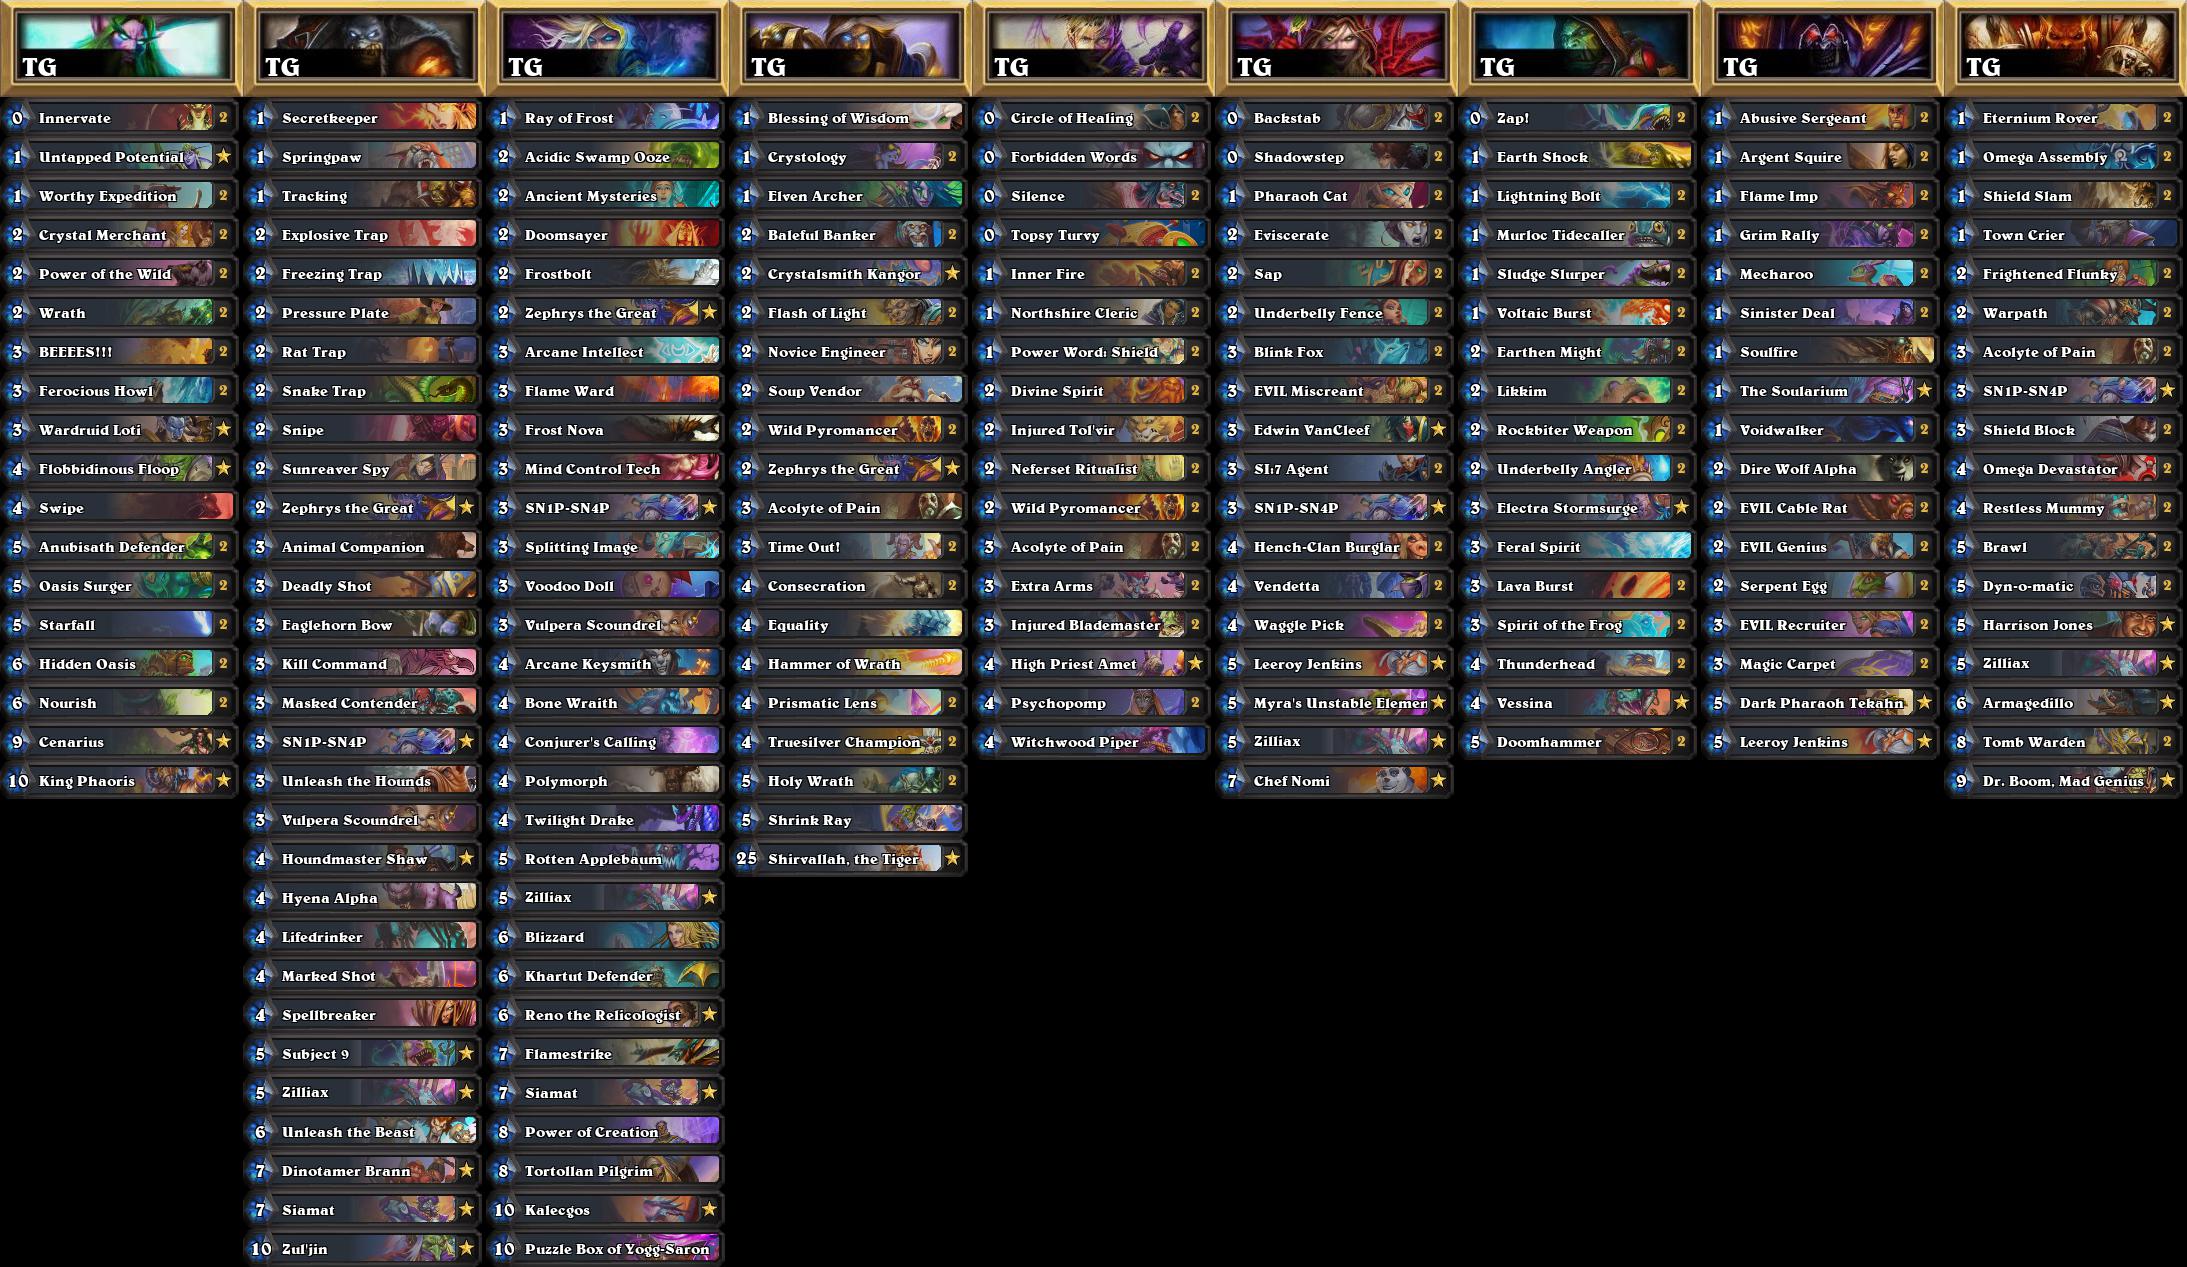 TG
0 Innervate 2
1 Untapped Potential
1 Worthy Expedition 2
2 Crystal Merchant 2
2 Power of the Wild 2
2 Wrath 2
3 BEEEES!!! 2
3 Ferocious Howl 2
3 Wardruid Loti
4 Flobbidinous Floop
4 Swipe
5 Anubisath Defender 2
5 Oasis Surger 2
5 Starfall 2
6 Hidden Oasis 2
6 Nourish 2
9 Cenarius
10 King Phaoris
TG
1 Secretkeeper
1 Springpaw
1 Tracking
2 Explosive Trap
2 Freezing Trap
2 Pressure Plate
2 Rat Trap
2 Snake Trap
2 Snipe
2 Sunreaver Spy
2 Zephrys the Great
3 Animal Companion
3 Deadly Shot
3 Eaglehorn Bow
3 Kill Command
3 Masked Contender
3 SN1P-SN4P
3 Unleash the Hounds
3 Vulpera Scoundrel
4 Houndmaster Shaw
4 Hyena Alpha
4 Lifedrinker
4 Marked Shot
4 Spellbreaker
5 Subject 9
5 Zilliax
6 Unleash the Beast
7 Dinotamer Brann
7 Siamat
10 Zul'jin
TG
1 Ray of Frost
2 Acidic Swamp Ooze
2 Ancient Mysteries
2 Doomsayer
2 Frostbolt
2 Zephrys the Great
3 Arcane Intellect
3 Flame Ward
3 Frost Nova
3 Mind Control Tech
3 SN1P-SN4P
3 Splitting Image
3 Voodoo Doll
3 Vulpera Scoundrel
4 Arcane Keysmith
4 Bone Wraith
4 Conjurer's Calling
4 Polymorph
4 Twilight Drake
5 Rotten Applebaum
5 Zilliax
6 Blizzard
6 Khartut Defender
6 Reno the Relicologist
7 Flamestrike
7 Siamat
8 Power of Creation
8 Tortollan Pilgrim
10 Kalecgos
10 Puzzle Box of Yogg-Saron
TG
1 Blessing of Wisdom
1 Crystology 2
1 Elven Archer
2 Baleful Banker 2
2 Crystalsmith Kangor
2 Flash of Light 2
2 Novice Engineer 2
2 Soup Vendor
2 Wild Pyromancer 2
2 Zephrys the Great
3 Acolyte of Pain
3 Time Out! 2
4 Consecration 2
4 Equality
4 Hammer of Wrath
4 Prismatic Lens 2
4 Truesilver Champion 2
5 Holy Wrath 2
5 Shrink Ray
25 Shirvallah, the Tiger
TG
0 Circle of Healing 2
0 Forbidden Words
0 Silence 2
0 Topsy Turvy
1 Inner Fire 2
1 Northshire Cleric 2
1 Power Word: Shield 2
2 Divine Spirit 2
2 Injured Tol'vir 2
2 Neferset Ritualist 2
2 Wild Pyromancer 2
3 Acolyte of Pain 2
3 Extra Arms 2
3 Injured Blademaster 2
4 High Priest Amet
4 Psychopomp 2
4 Witchwood Piper
TG
0 Backstab 2
0 Shadowstep 2
1 Pharaoh Cat 2
2 Eviscerate 2
2 Sap 2
2 Underbelly Fence 2
3 Blink Fox 2
3 EVIL Miscreant 2
3 Edwin VanCleef
3 SI:7 Agent 2
3 SN1P-SN4P
4 Hench-Clan Burglar 2
4 Vendetta 2
4 Waggle Pick 2
5 Leeroy Jenkins
5 Myra's Unstable Elemen
5 Zilliax
7 Chef Nomi
TG
0 Zap! 2
1 Earth Shock
1 Lightning Bolt 2
1 Murloc Tidecaller 2
1 Sludge Slurper 2
1 Voltaic Burst 2
2 Earthen Might 2
2 Likkim 2
2 Rockbiter Weapon 2
2 Underbelly Angler 2
3 Electra Stormsurge
3 Feral Spirit
3 Lava Burst 2
3 Spirit of the Frog 2
4 Thunderhead 2
4 Vessina
5 Doomhammer 2
TG
1 Abusive Sergeant 2
1 Argent Squire 2
1 Flame Imp 2
1 Grim Rally 2
1 Mecharoo 2
1 Sinister Deal 2
1 Soulfire
1 The Soularium
1 Voidwalker 2
2 Dire Wolf Alpha 2
2 EVIL Cable Rat 2
2 EVIL Genius 2
2 Serpent Egg 2
3 EVIL Recruiter 2
3 Magic Carpet 2
5 Dark Pharaoh Tekahn
5 Leeroy Jenkins
TG
1 Eternium Rover 2
1 Omega Assembly 2
1 Shield Slam 2
1 Town Crier
2 Frightened Flunky 2
2 Warpath 2
3 Acolyte of Pain 2
3 SN1P-SN4P
3 Shield Block 2
4 Omega Devastator 2
4 Restless Mummy 2
5 Brawl 2
5 Dyn-o-matic 2
5 Harrison Jones
5 Zilliax
6 Armagedillo
8 Tomb Warden 2
9 Dr. Boom, Mad Genius